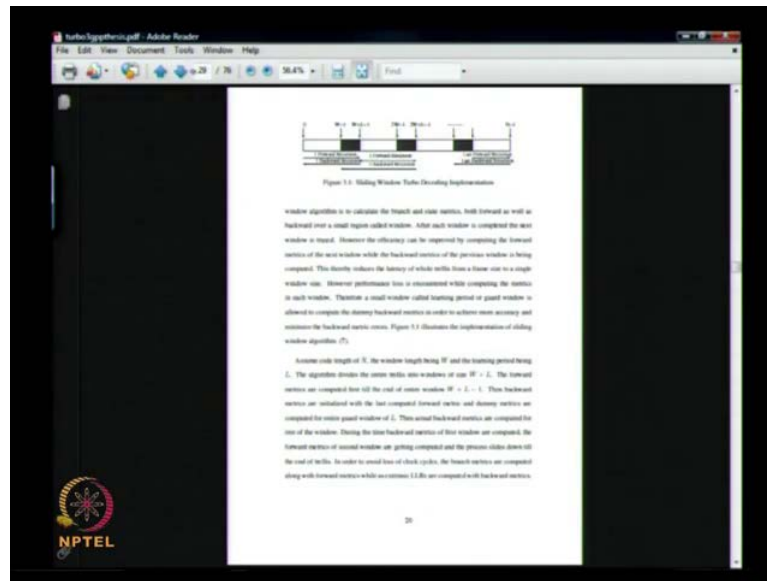 turbo3gppthesis.pdf - Adobe Reader
File Edit View Document Tools Window Help
29 / 76 56.4% Find
1 Forward Recursion
Figure 3.1: Sliding Window Turbo Decoding Implementation
window algorithm is to calculate the branch and state metrics, both forward as well as
backward over a small region called window. After each window is completed the next
window is traced. However the efficiency can be improved by computing the forward
metrics of the next window while the backward metrics of the previous window is being
computed. This thereby reduces the latency of whole trellis from a frame size to a single
window size. However performance loss is encountered while computing the metrics
in each window. Therefore a small window called learning period or guard window is
allowed to compute the dummy backward metrics in order to achieve more accuracy and
minimize the backward metric errors. Figure 3.1 illustrates the implementation of sliding
window algorithm (7).
Assume code length of N, the window length being W and the learning period being
L. The algorithm divides the entire trellis into windows of size W + L. The forward
metrics are computed first till the end of entire window W + L - 1. Then backward
metrics are initialized with the last computed forward metric and dummy metrics are
computed for entire guard window of L. Then actual backward metrics are computed for
rest of the window. During the time backward metrics of first window are computed, the
forward metrics of second window are getting computed and the process slides down till
the end of trellis. In order to avoid loss of clock cycles, the branch metrics are computed
along with forward metrics while as extrinsic LLRs are computed with backward metrics.
20
NPTEL